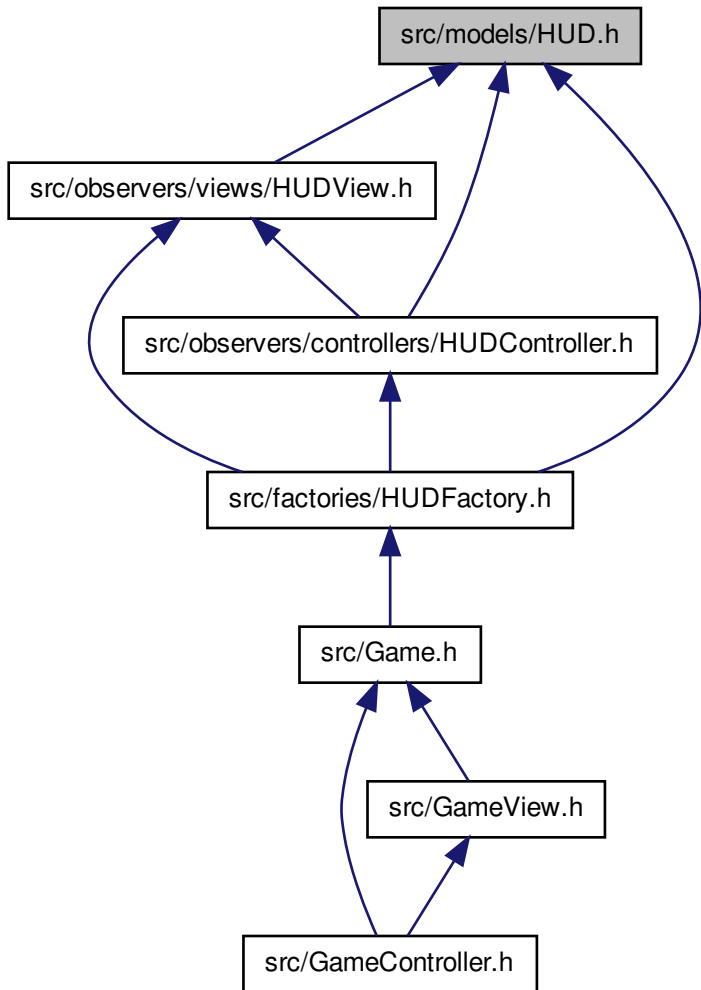 src/models/HUD.h
src/observers/views/HUDView.h
src/observers/controllers/HUDController.h
src/factories/HUDFactory.h
src/Game.h
src/GameView.h
src/GameController.h